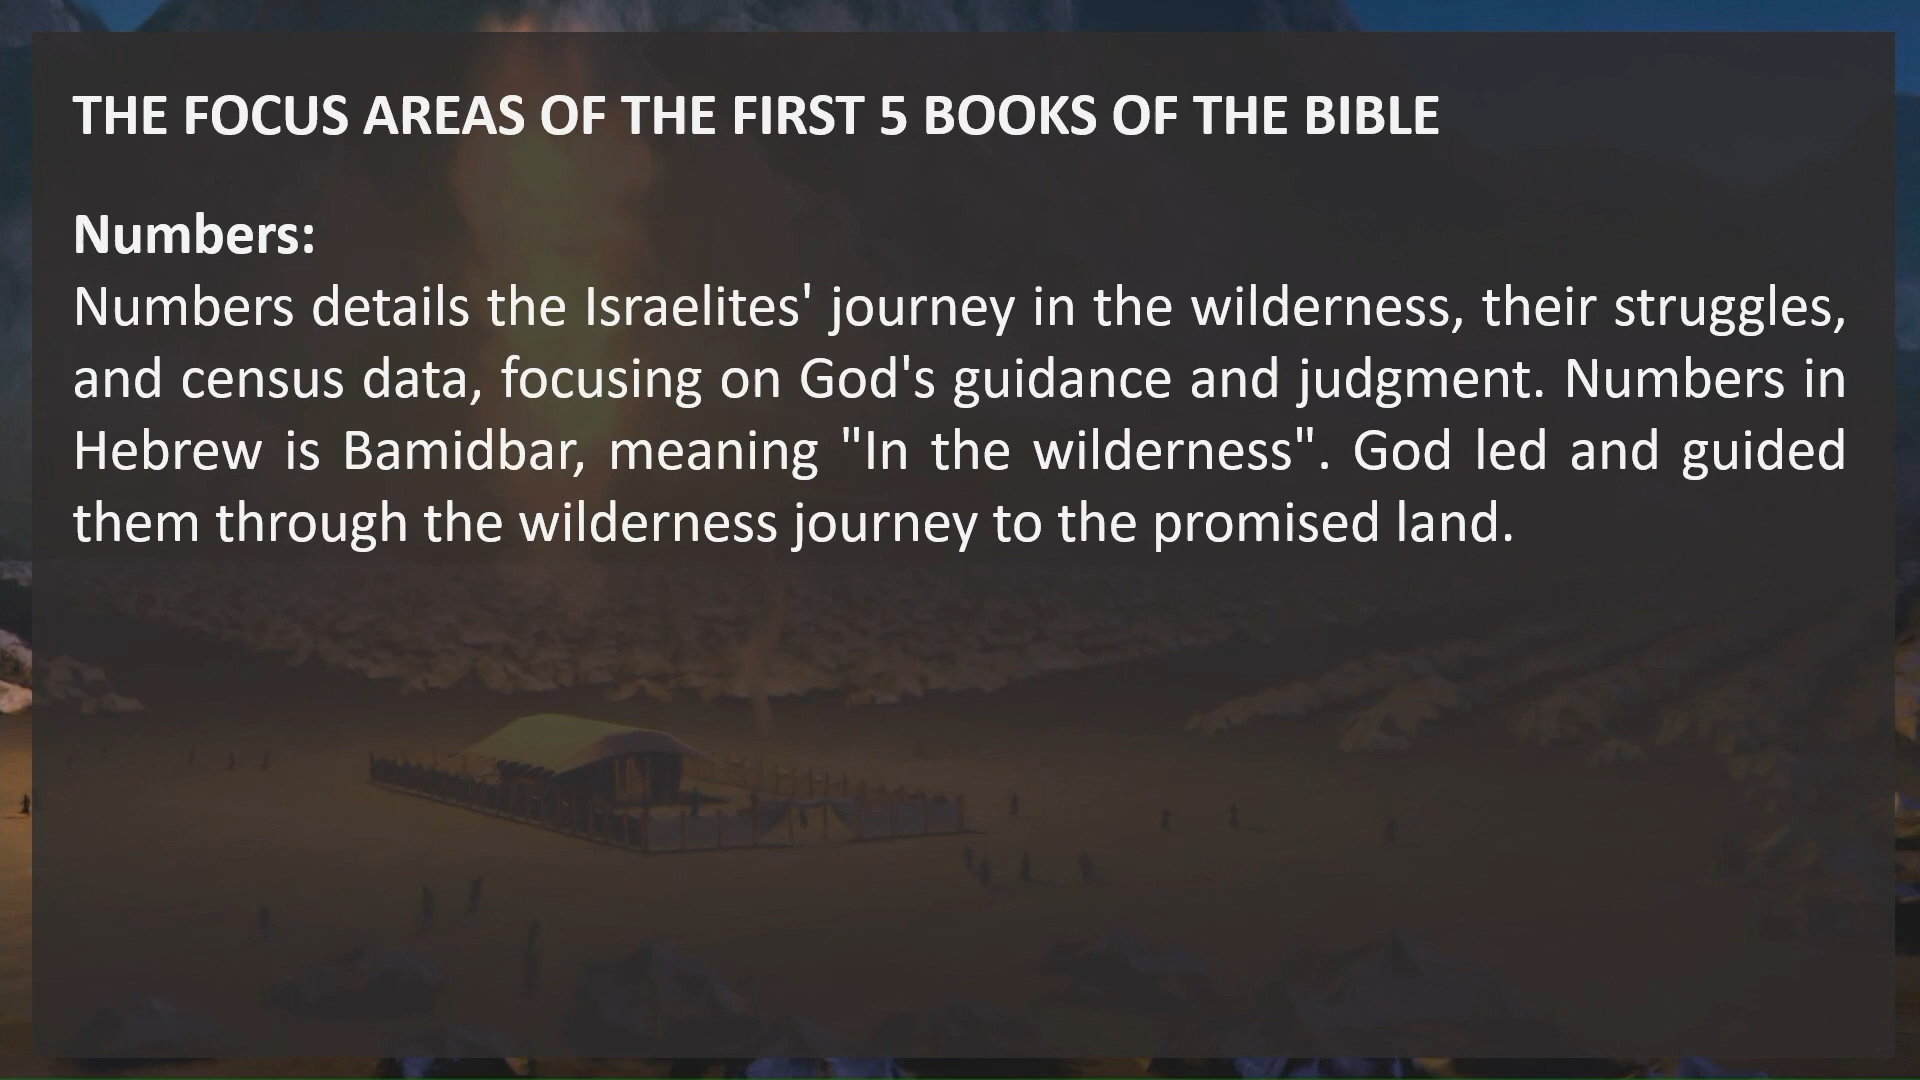 THE FOCUS AREAS OF THE FIRST 5 BOOKS OF THE BIBLE
Numbers:
Numbers details the Israelites' journey in the wilderness, their struggles,
and census data, focusing on God's guidance and judgment. Numbers in
Hebrew is Bamidbar, meaning "In the wilderness". God led and guided
them through the wilderness journey to the promised land.